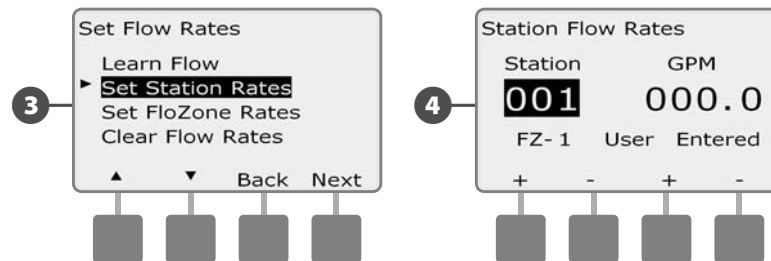 3
Set Flow Rates
Learn Flow
► Set Station Rates
Set FloZone Rates
Clear Flow Rates
▲ ▼ Back Next
4
Station Flow Rates
Station GPM
001 000.0
FZ- 1 User Entered
+ - + -